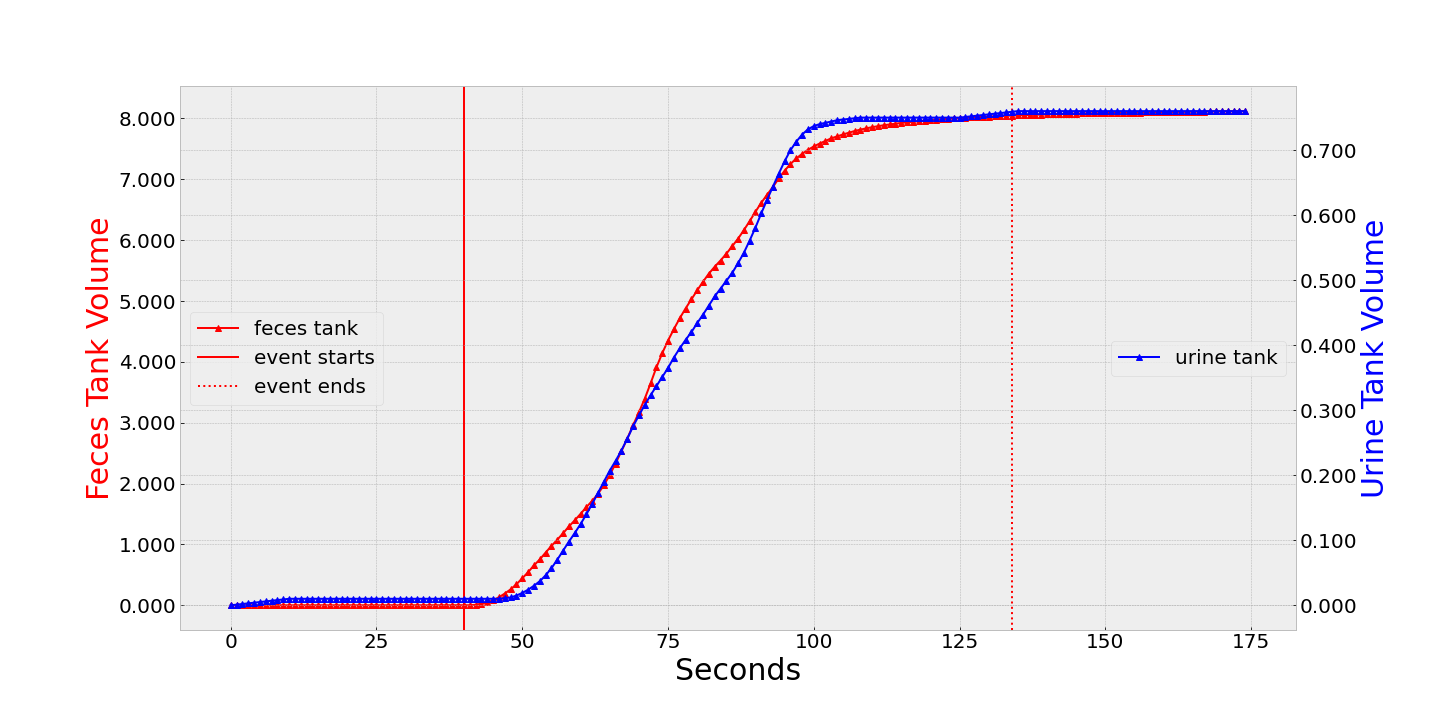 Feces Tank Volume
8.000
7.000
6.000
5.000
4.000
3.000
2.000
1.000
0.000
feces tank
event starts
event ends
urine tank
0.700
0.600
0.500
0.400
0.300
0.200
0.100
0.000
Urine Tank Volume
0 25 50 75 100 125 150 175
Seconds